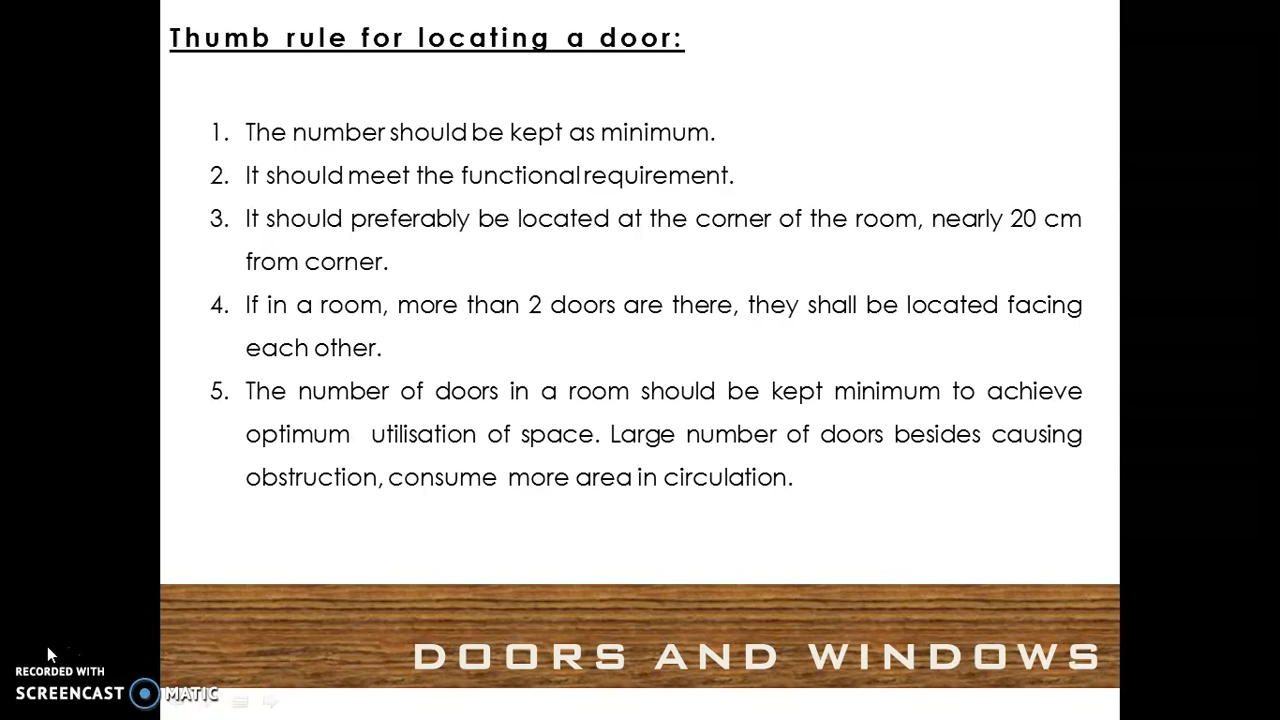 Thumb rule for locating a door:
1. The number should be kept as minimum.
2. It should meet the functional requirement.
3. It should preferably be located at the corner of the room, nearly 20 cm
from corner.
4. If in a room, more than 2 doors are there, they shall be located facing
each other.
5. The number of doors in a room should be kept minimum to achieve
optimum utilisation of space. Large number of doors besides causing
obstruction, consume more area in circulation.
DOORS AND WINDOWS
RECORDED WITH
SCREENCAST MATIC